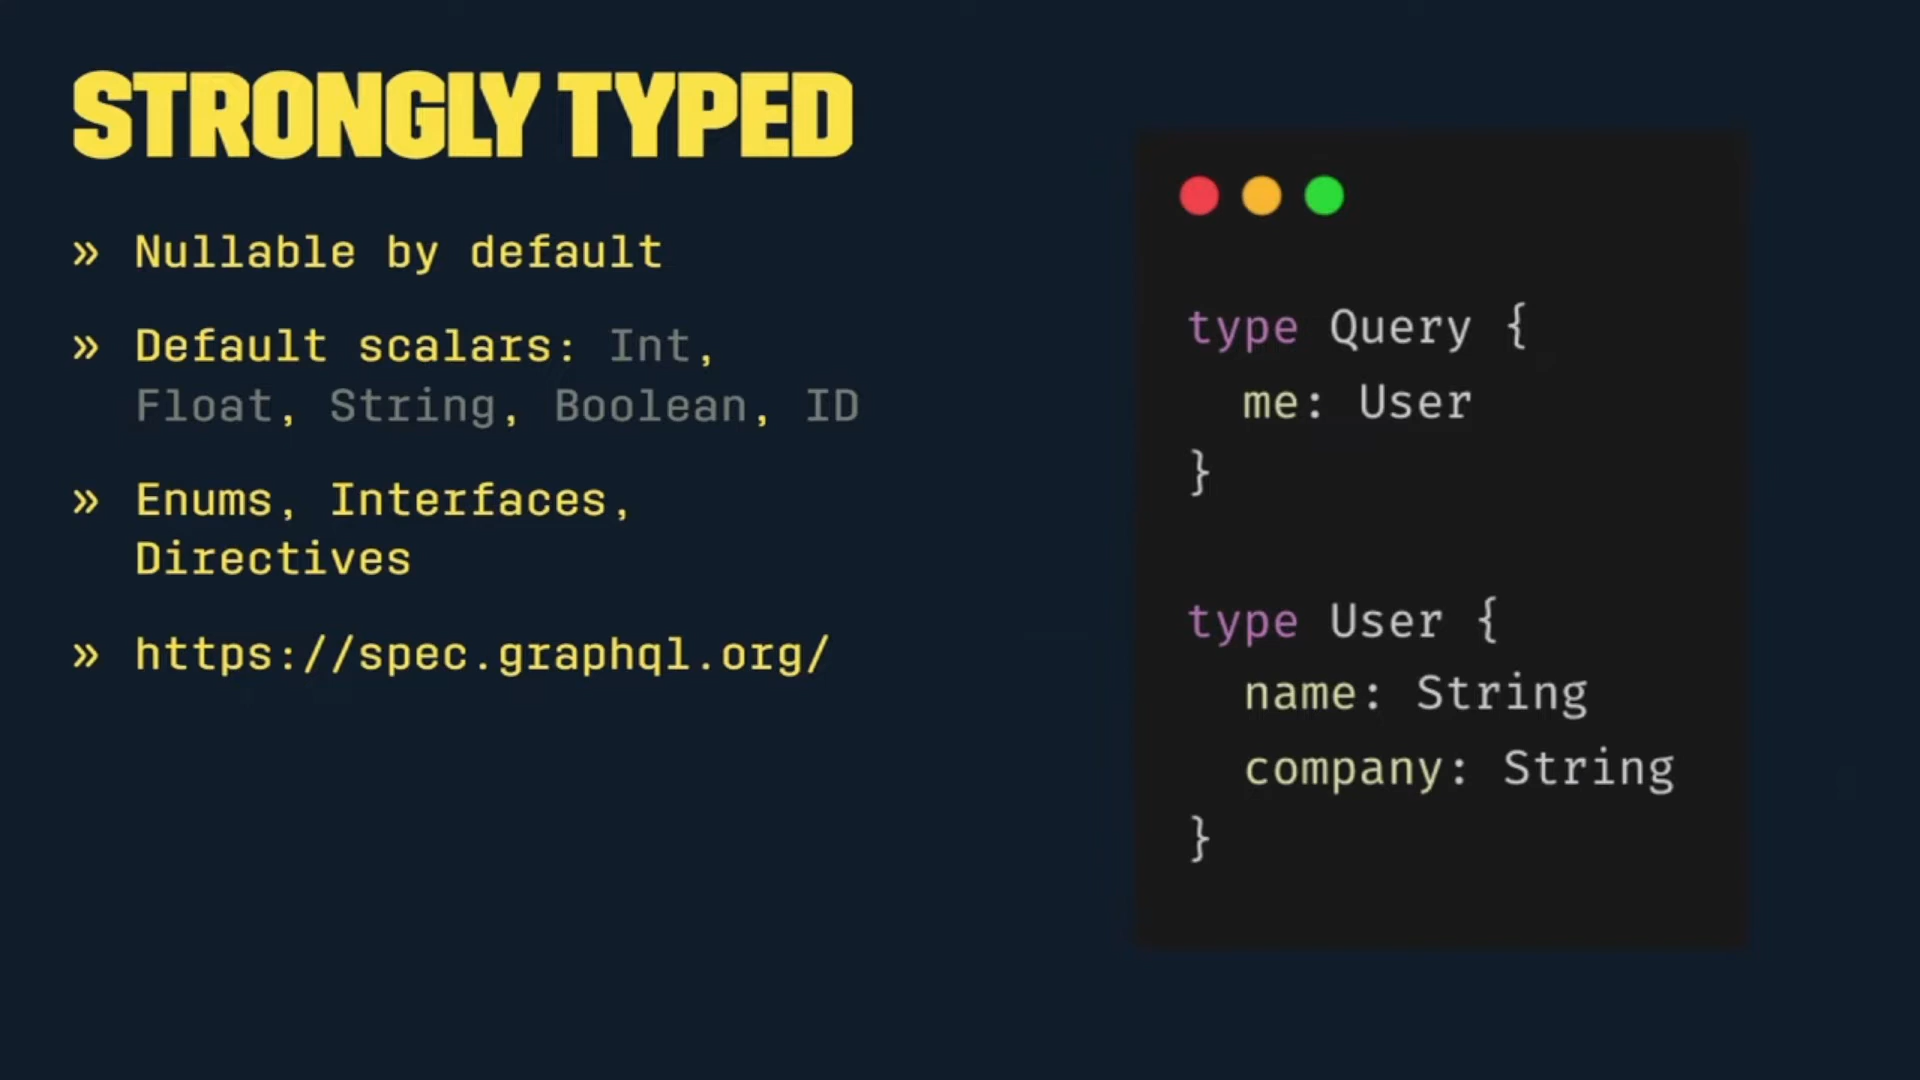 STRONGLY TYPED
» Nullable by default
» Default scalars: Int,
Float, String, Boolean, ID
» Enums, Interfaces,
Directives
» https://spec.graphql.org/
type Query {
  me: User
}
type User {
  name: String
  company: String
}